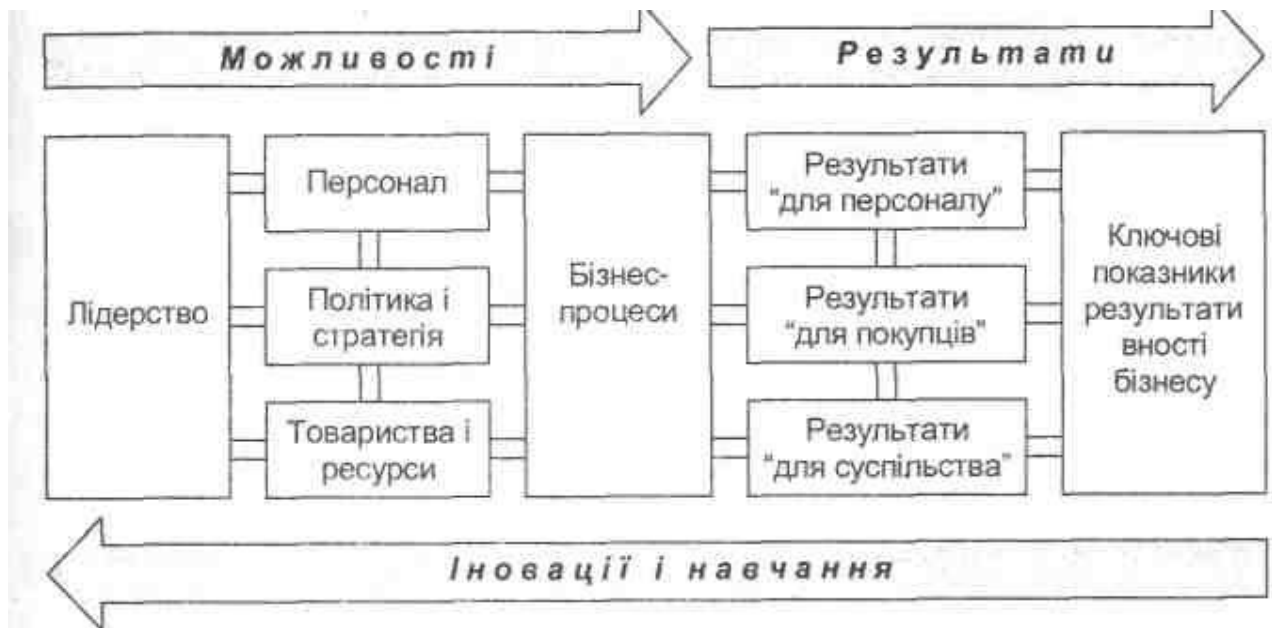 Можливості
Результати
Лідерство
Персонал
Політика і
стратегія
Товариства і
ресурси
Бізнес-
процеси
Результати
“для персоналу”
Результати
“для покупців”
Результати
“для суспільства”
Ключові
показники
результати
вності
бізнесу
Іновації і навчання